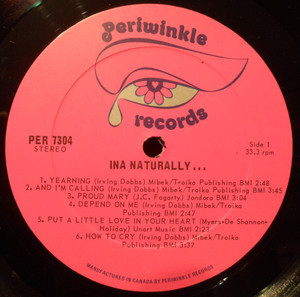 Periwinkle
records
PER 7304
STEREO
Side 1
33.3 rpm
INA NATURALLY...
1. YEARNING (Irving Dobbs) Mibek/Troika Publishing BMI 2:48
2. AND I'M CALLING (Irving Dobbs) Mibek/Troika Publishing BMI 3:45
3. PROUD MARY (J.C. Fogarty) Jondora BMI 3:04
4. DEPEND ON ME (Irving Dobbs) Mibek/Troika
Publishing BMI 2:47
5. PUT A LITTLE LOVE IN YOUR HEART (Myers-De Shannon-
Holiday) Unart Music BMI 2:30
6. HOW TO CRY (Irving Dobbs) Mibek/Troika
Publishing BMI 3:37
MANUFACTURED IN CANADA BY PERIWINKLE RECORDS